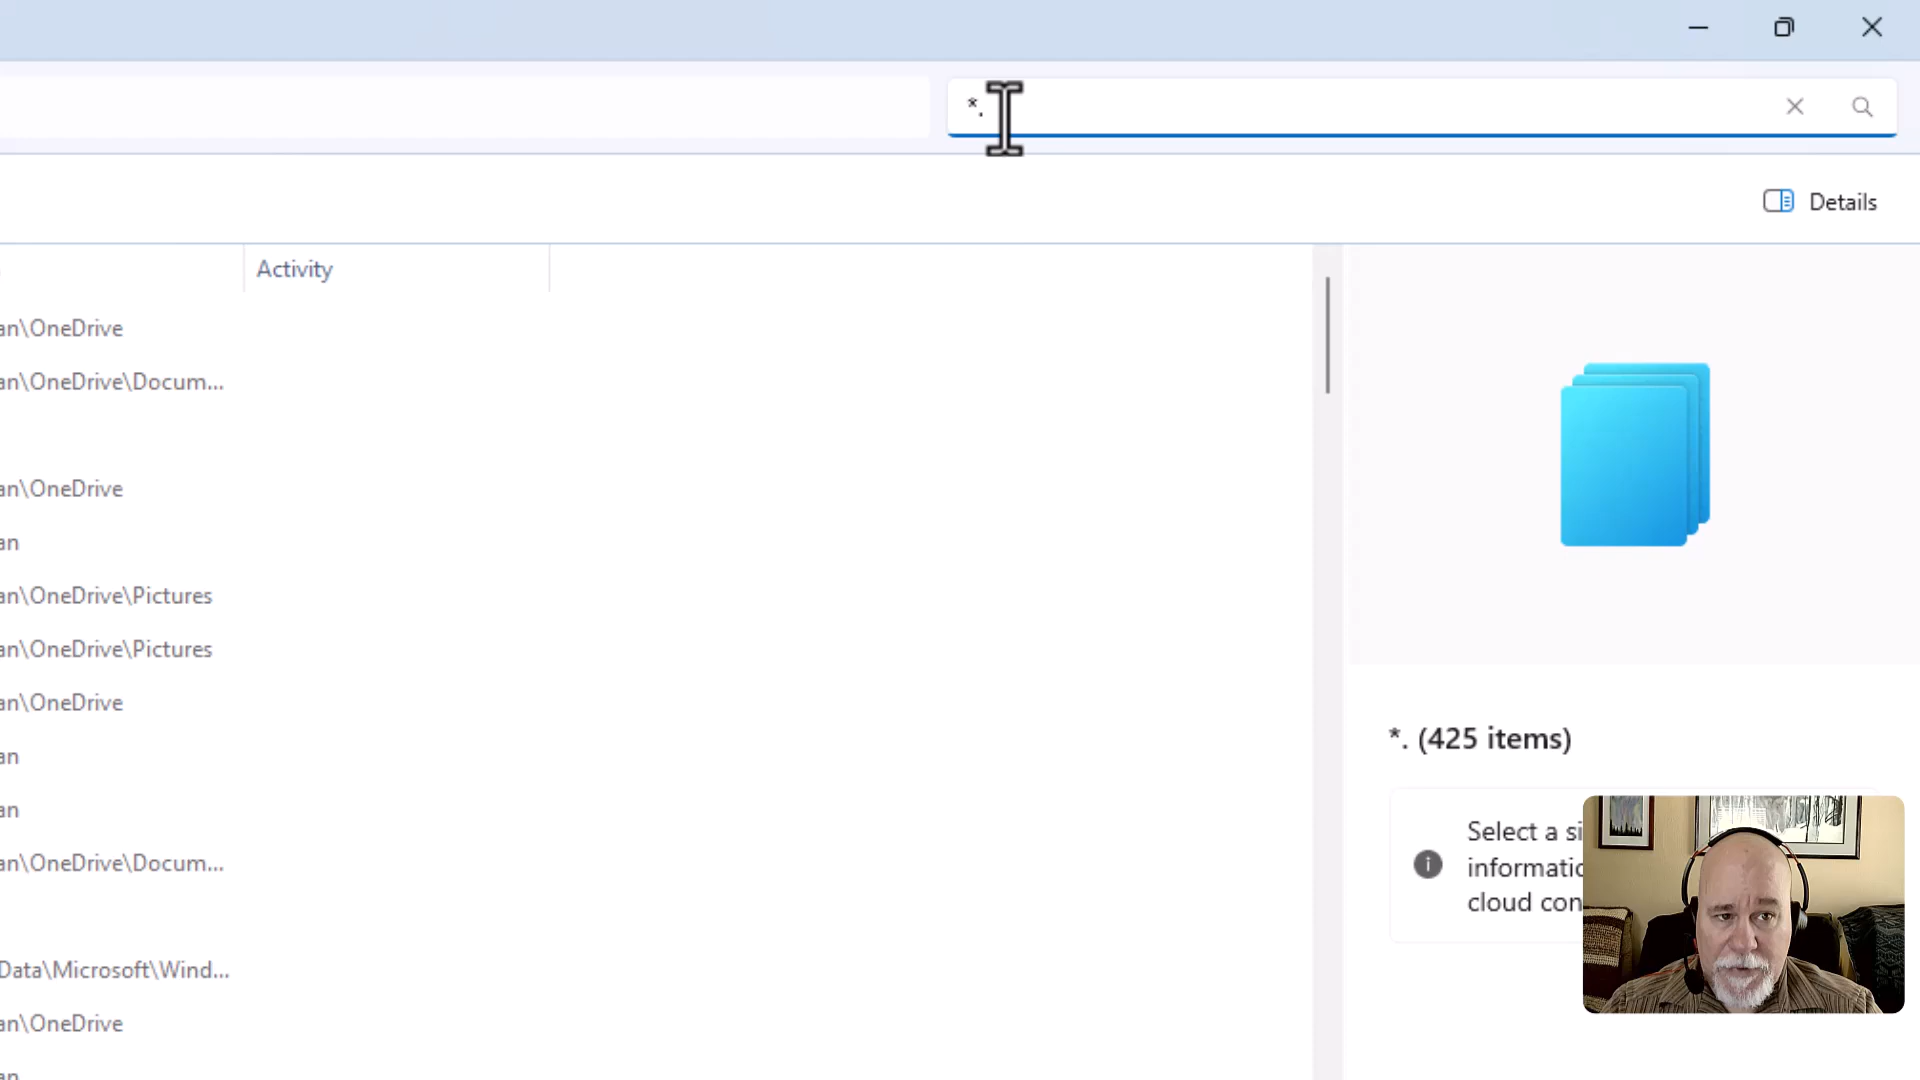 *.
Details
Activity
an\OneDrive
an\OneDrive\Docum...
an\OneDrive
an
an\OneDrive\Pictures
an\OneDrive\Pictures
an\OneDrive
an
an
an\OneDrive\Docum...
Data\Microsoft\Wind...
an\OneDrive
an
*. (425 items)
Select a si
informatic
cloud con